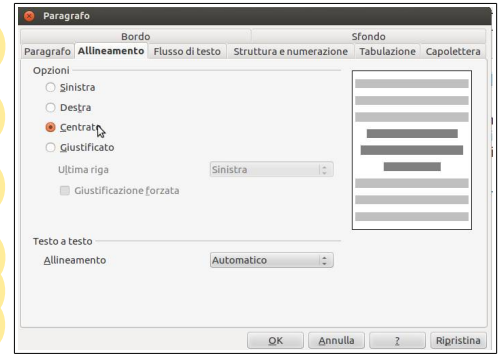 Paragrafo
Bordo Sfondo
Paragrafo Allineamento Flusso di testo Struttura e numerazione Tabulazione Capolettera
Opzioni
Sinistra
Destra
Centrato
Giustificato
Ultima riga Sinistra
Giustificazione forzata
Testo a testo
Allineamento Automatico
OK Annulla ? Ripristina